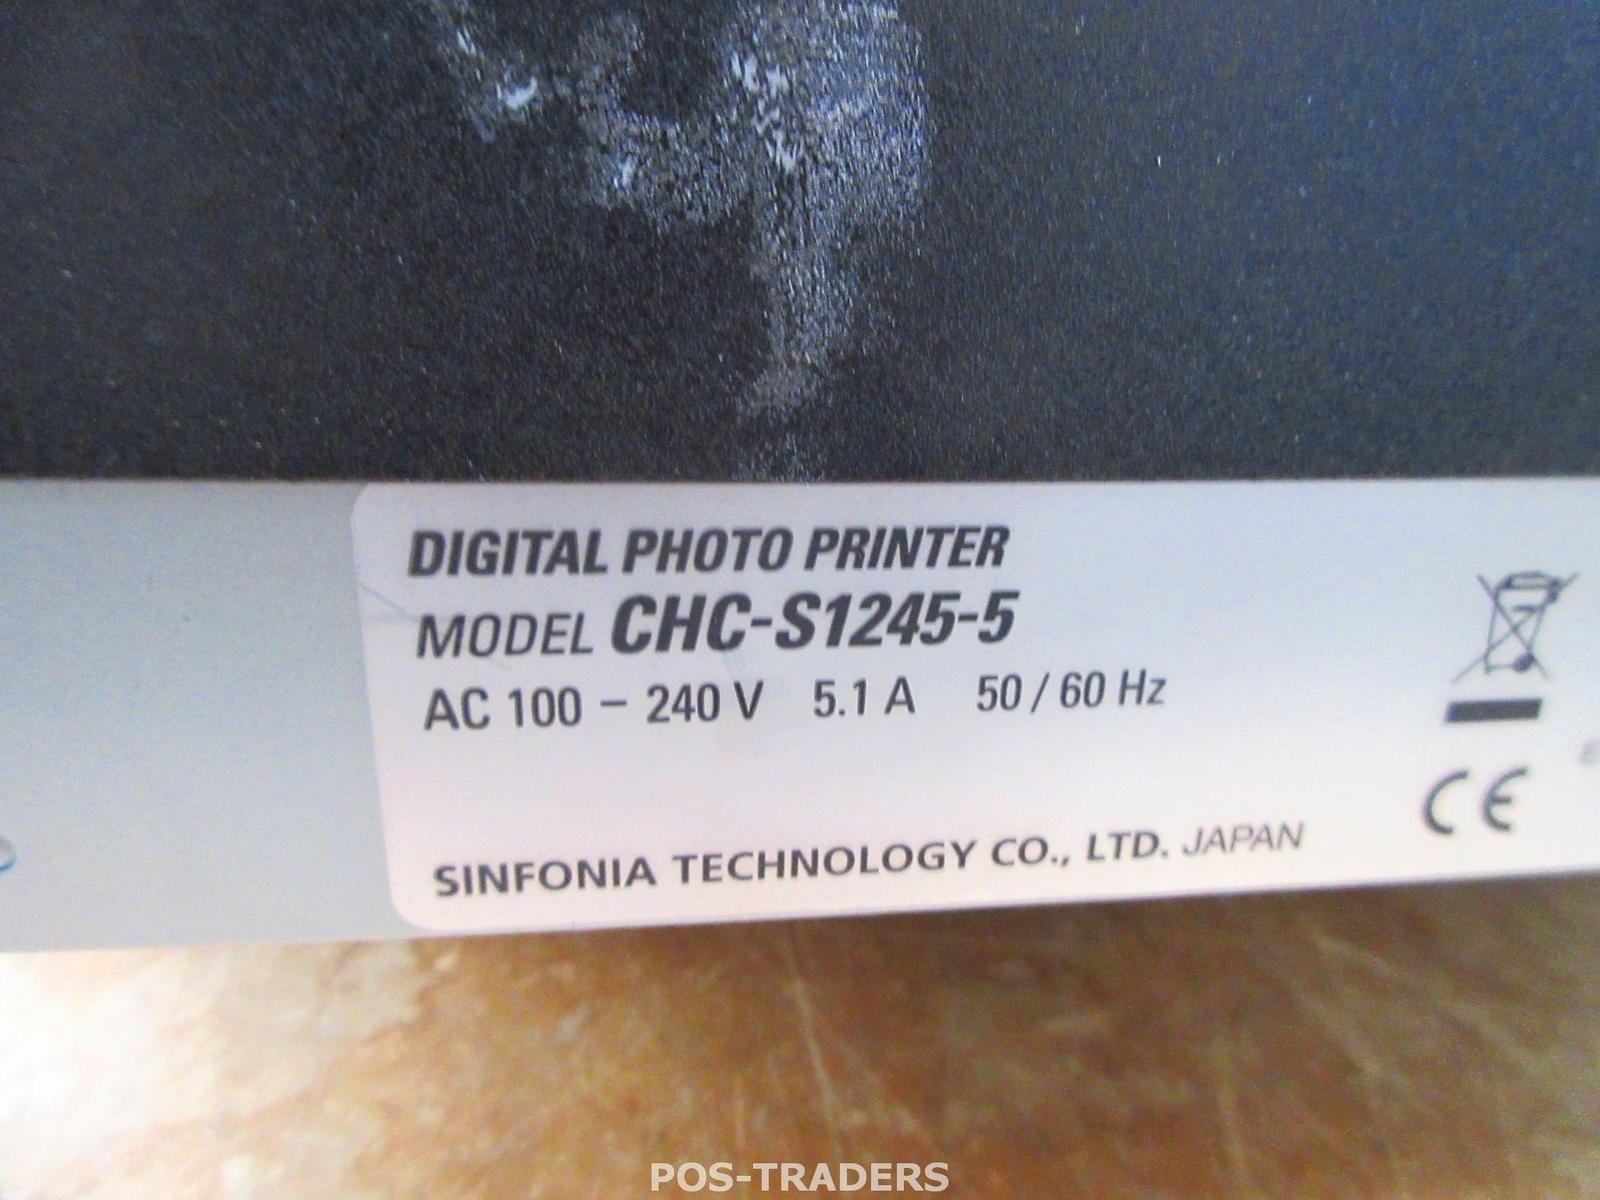 DIGITAL PHOTO PRINTER
MODEL CHC-S1245-5
AC 100 – 240 V 5.1 A 50 / 60 Hz
CE
SINFONIA TECHNOLOGY CO., LTD. JAPAN
POS-TRADERS